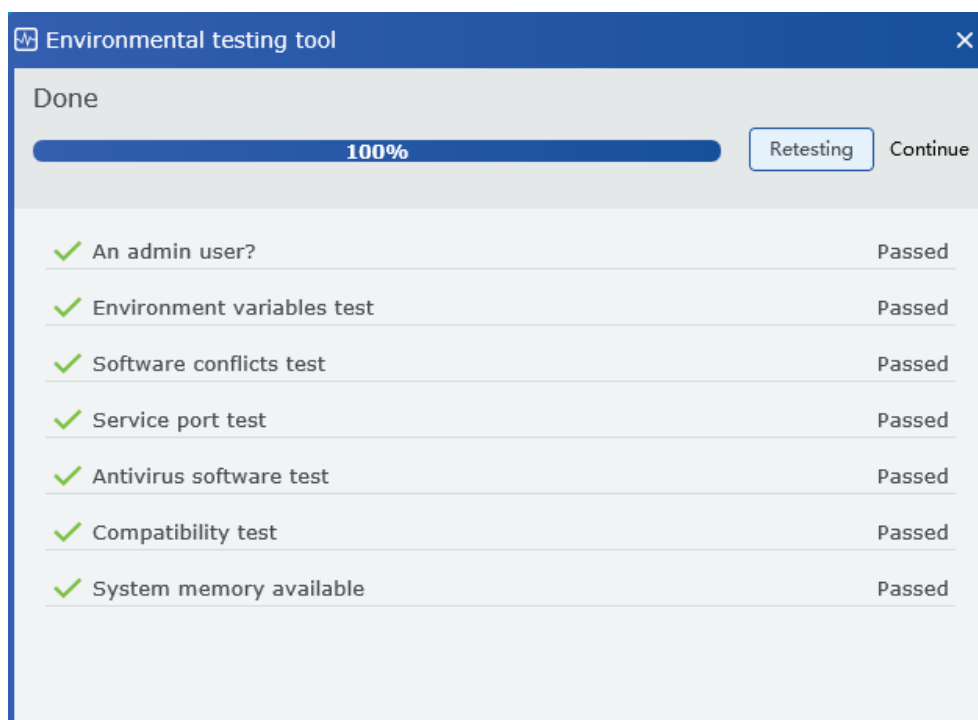 Environmental testing tool
Done
100% Retesting Continue
An admin user? Passed
Environment variables test Passed
Software conflicts test Passed
Service port test Passed
Antivirus software test Passed
Compatibility test Passed
System memory available Passed